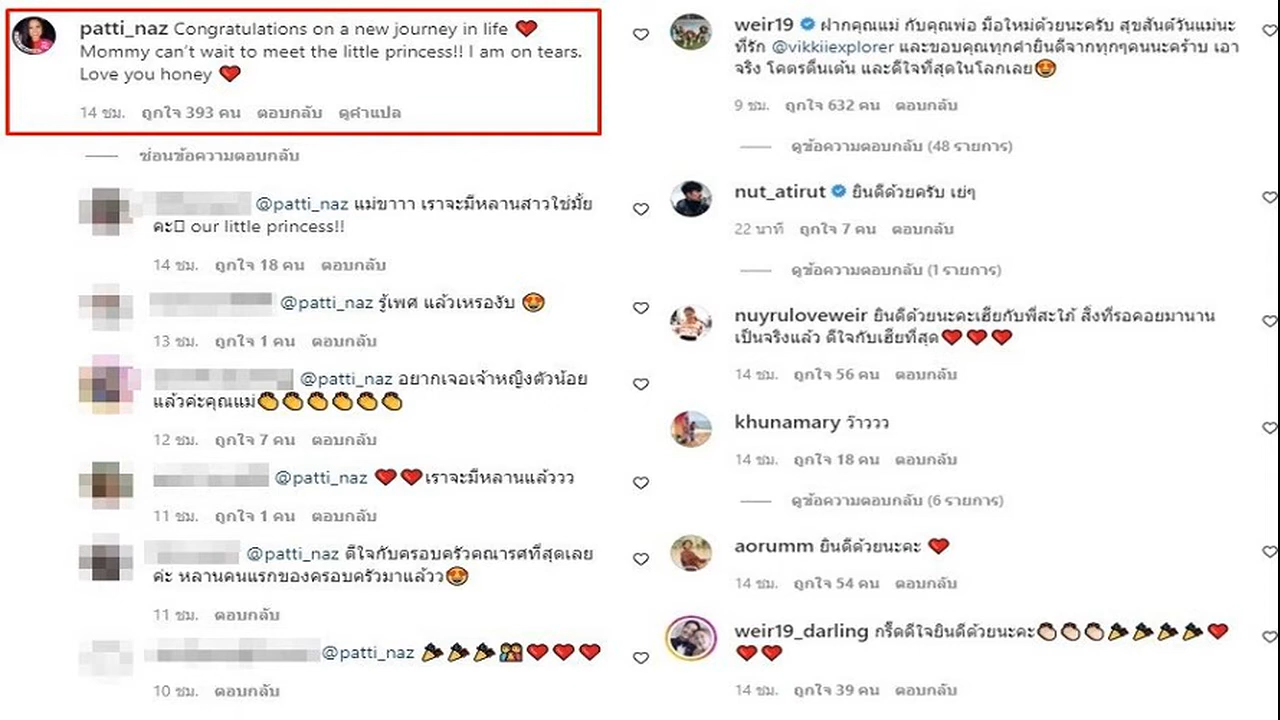 patti_naz Congratulations on a new journey in life ❤️
Mommy can't wait to meet the little princess!! I am on tears.
Love you honey ❤️
14 ชม. ถูกใจ 393 คน ตอบกลับ ดูคำแปล
ซ่อนข้อความตอบกลับ
@patti_naz แม่ขาาา เราจะมีหลานสาวใช่มั้ย
คะ our little princess!!
14 ชม. ถูกใจ 18 คน ตอบกลับ
@patti_naz รู้เพศ แล้วเหรองับ 😍
13 ชม. ถูกใจ 1 คน ตอบกลับ
@patti_naz อยากเจอเจ้าหญิงตัวน้อย
แล้วค่ะคุณแม่👏👏👏👏👏👏
12 ชม. ถูกใจ 7 คน ตอบกลับ
@patti_naz ❤️❤️เราจะมีหลานแล้ววว
11 ชม. ถูกใจ 1 คน ตอบกลับ
@patti_naz ดีใจกับครอบครัวคณารศที่สุดเลย
ค่ะ หลานคนแรกของครอบครัวมาแล้วว😍
11 ชม. ตอบกลับ
@patti_naz 🎉🎉🎉👫❤️❤️❤️
10 ชม. ตอบกลับ
weir19 ฝากคุณแม่ กับคุณพ่อ มือใหม่ด้วยนะครับ สุขสันต์วันแม่นะ
ที่รัก @vikkiiexplorer และขอบคุณทุกคำยินดีจากทุกๆคนนะคร้าบ เอา
จริง โคตรตื่นเต้น และดีใจที่สุดในโลกเลย😍
9 ชม. ถูกใจ 632 คน ตอบกลับ
ดูข้อความตอบกลับ (48 รายการ)
nut_atirut ยินดีด้วยครับ เย่ๆ
22 นาที ถูกใจ 7 คน ตอบกลับ
ดูข้อความตอบกลับ (1 รายการ)
nuyruloveweir ยินดีด้วยนะคะเฮียกับพี่สะใภ้ สิ่งที่รอคอยมานาน
เป็นจริงแล้ว ดีใจกับเฮียที่สุด❤️❤️❤️
14 ชม. ถูกใจ 56 คน ตอบกลับ
khunamary ว้าววว
14 ชม. ถูกใจ 18 คน ตอบกลับ
ดูข้อความตอบกลับ (6 รายการ)
aorumm ยินดีด้วยนะคะ ❤️
14 ชม. ถูกใจ 54 คน ตอบกลับ
weir19_darling กรี๊ดดีใจยินดีด้วยนะคะ👏🏻👏🏻👏🏻🎉🎉🎉🎉❤️
❤️❤️
14 ชม. ถูกใจ 39 คน ตอบกลับ